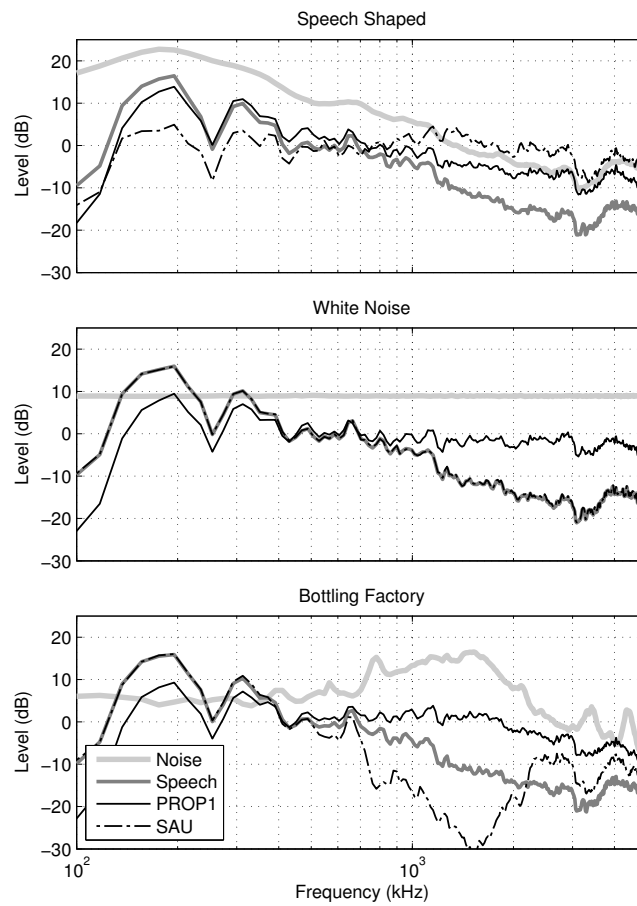 Speech Shaped
20
10
0
−10
−20
−30
Level (dB)
White Noise
20
10
0
−10
−20
−30
Level (dB)
Bottling Factory
20
10
0
−10
−20
−30
Level (dB)
Noise
Speech
PROP1
SAU
10^2
10^3
Frequency (kHz)